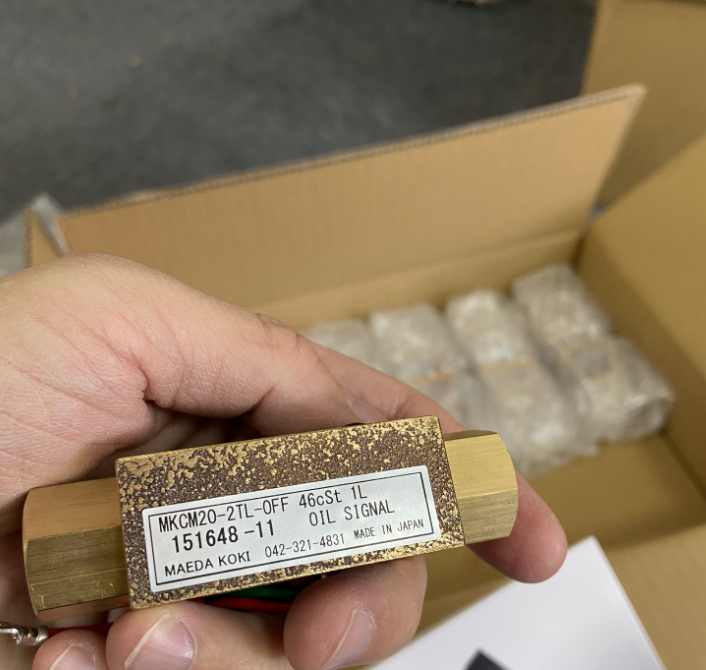 MKCM20-2TL-OFF 46cSt 1L
151648-11 OIL SIGNAL
MAEDA KOKI 042-321-4831 MADE IN JAPAN